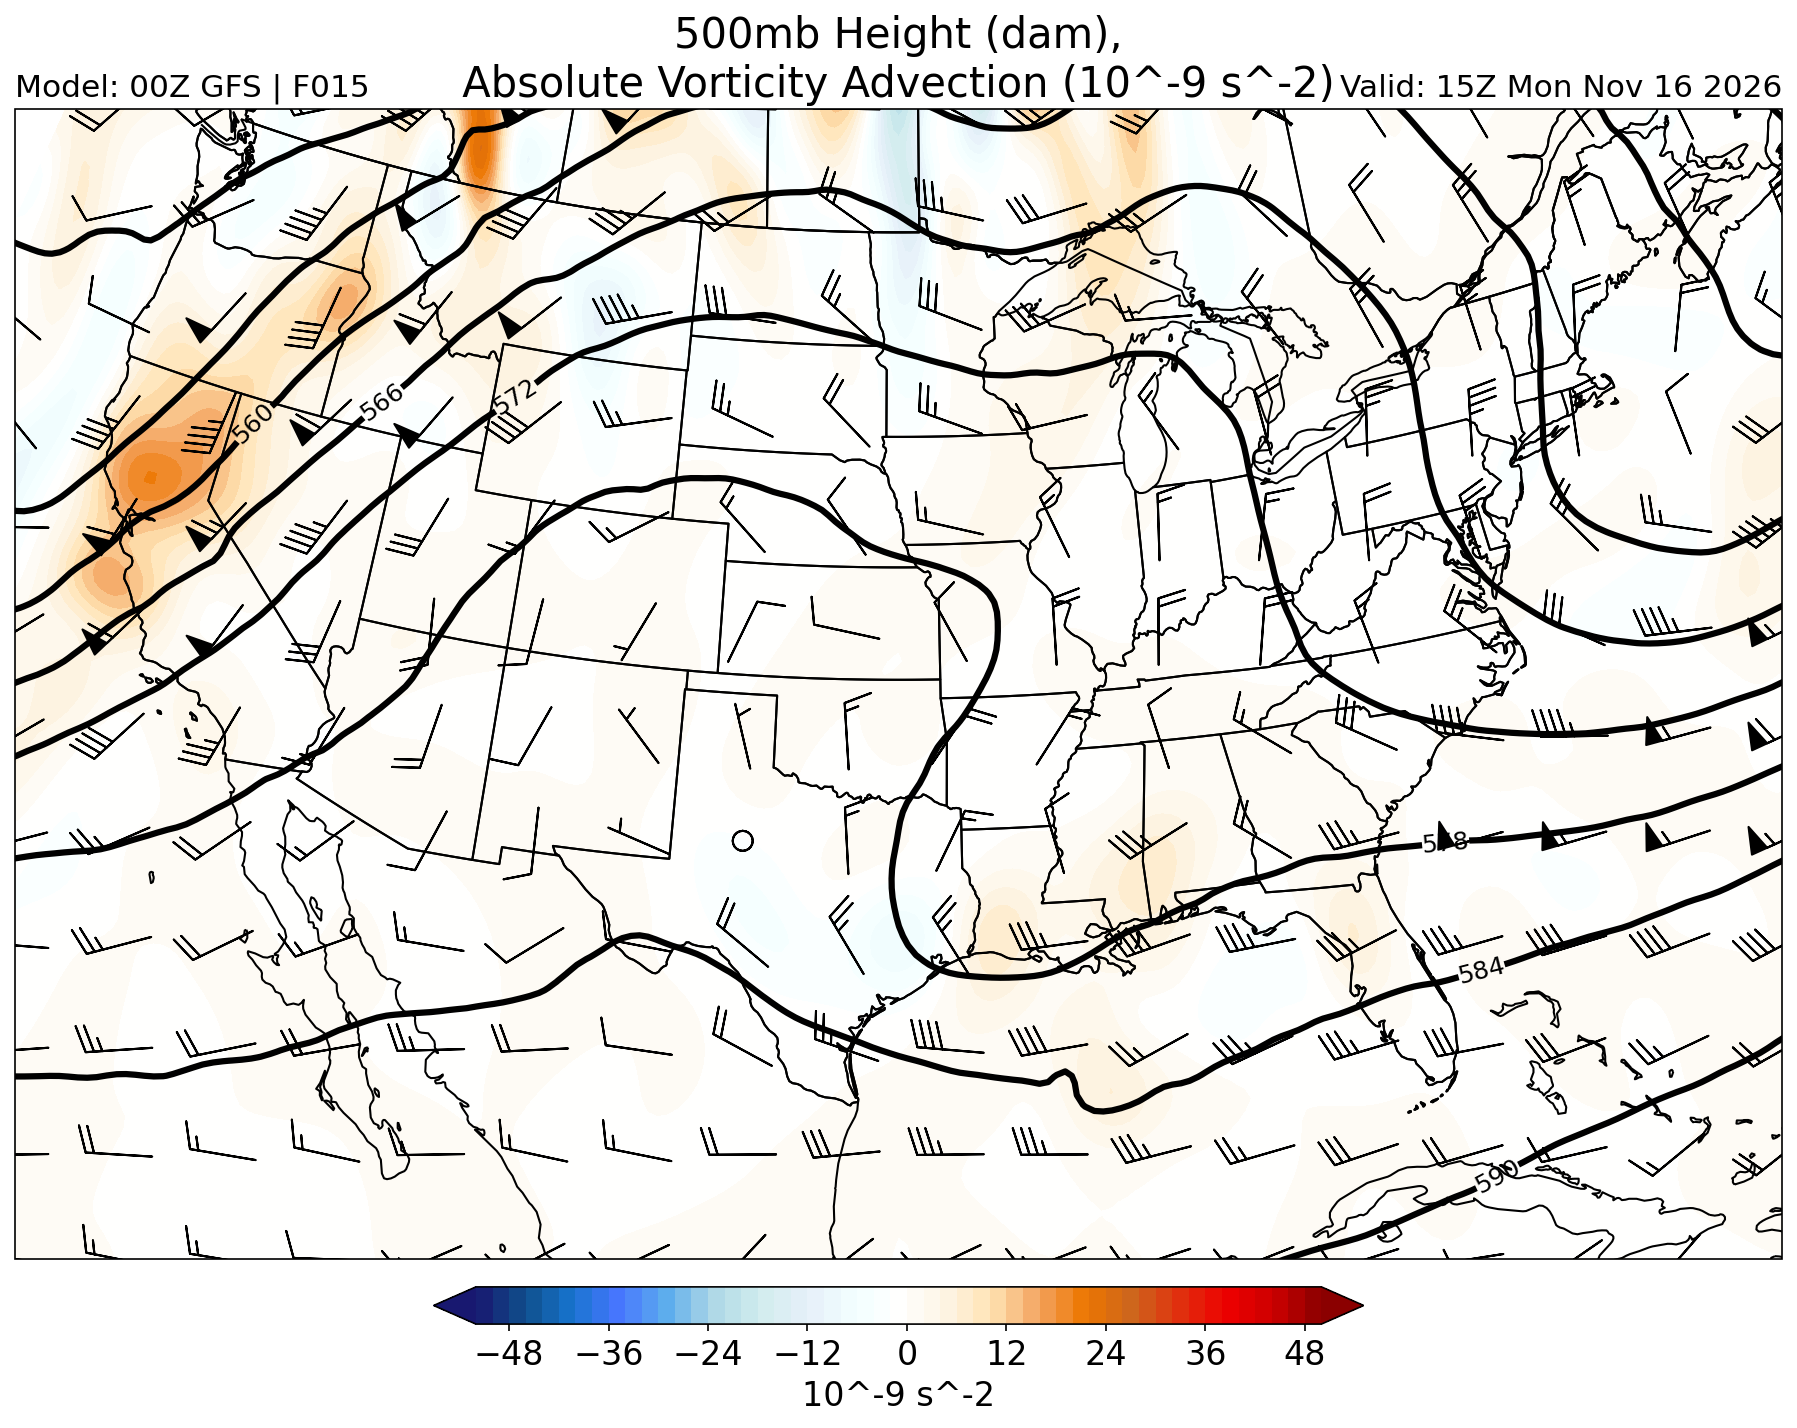 500mb Height (dam),
Model: 00Z GFS | F015
Absolute Vorticity Advection (10^-9 s^-2)
Valid: 15Z Mon Nov 16 2026
560
566
572
578
584
590
−48 −36 −24 −12 0 12 24 36 48
10^-9 s^-2